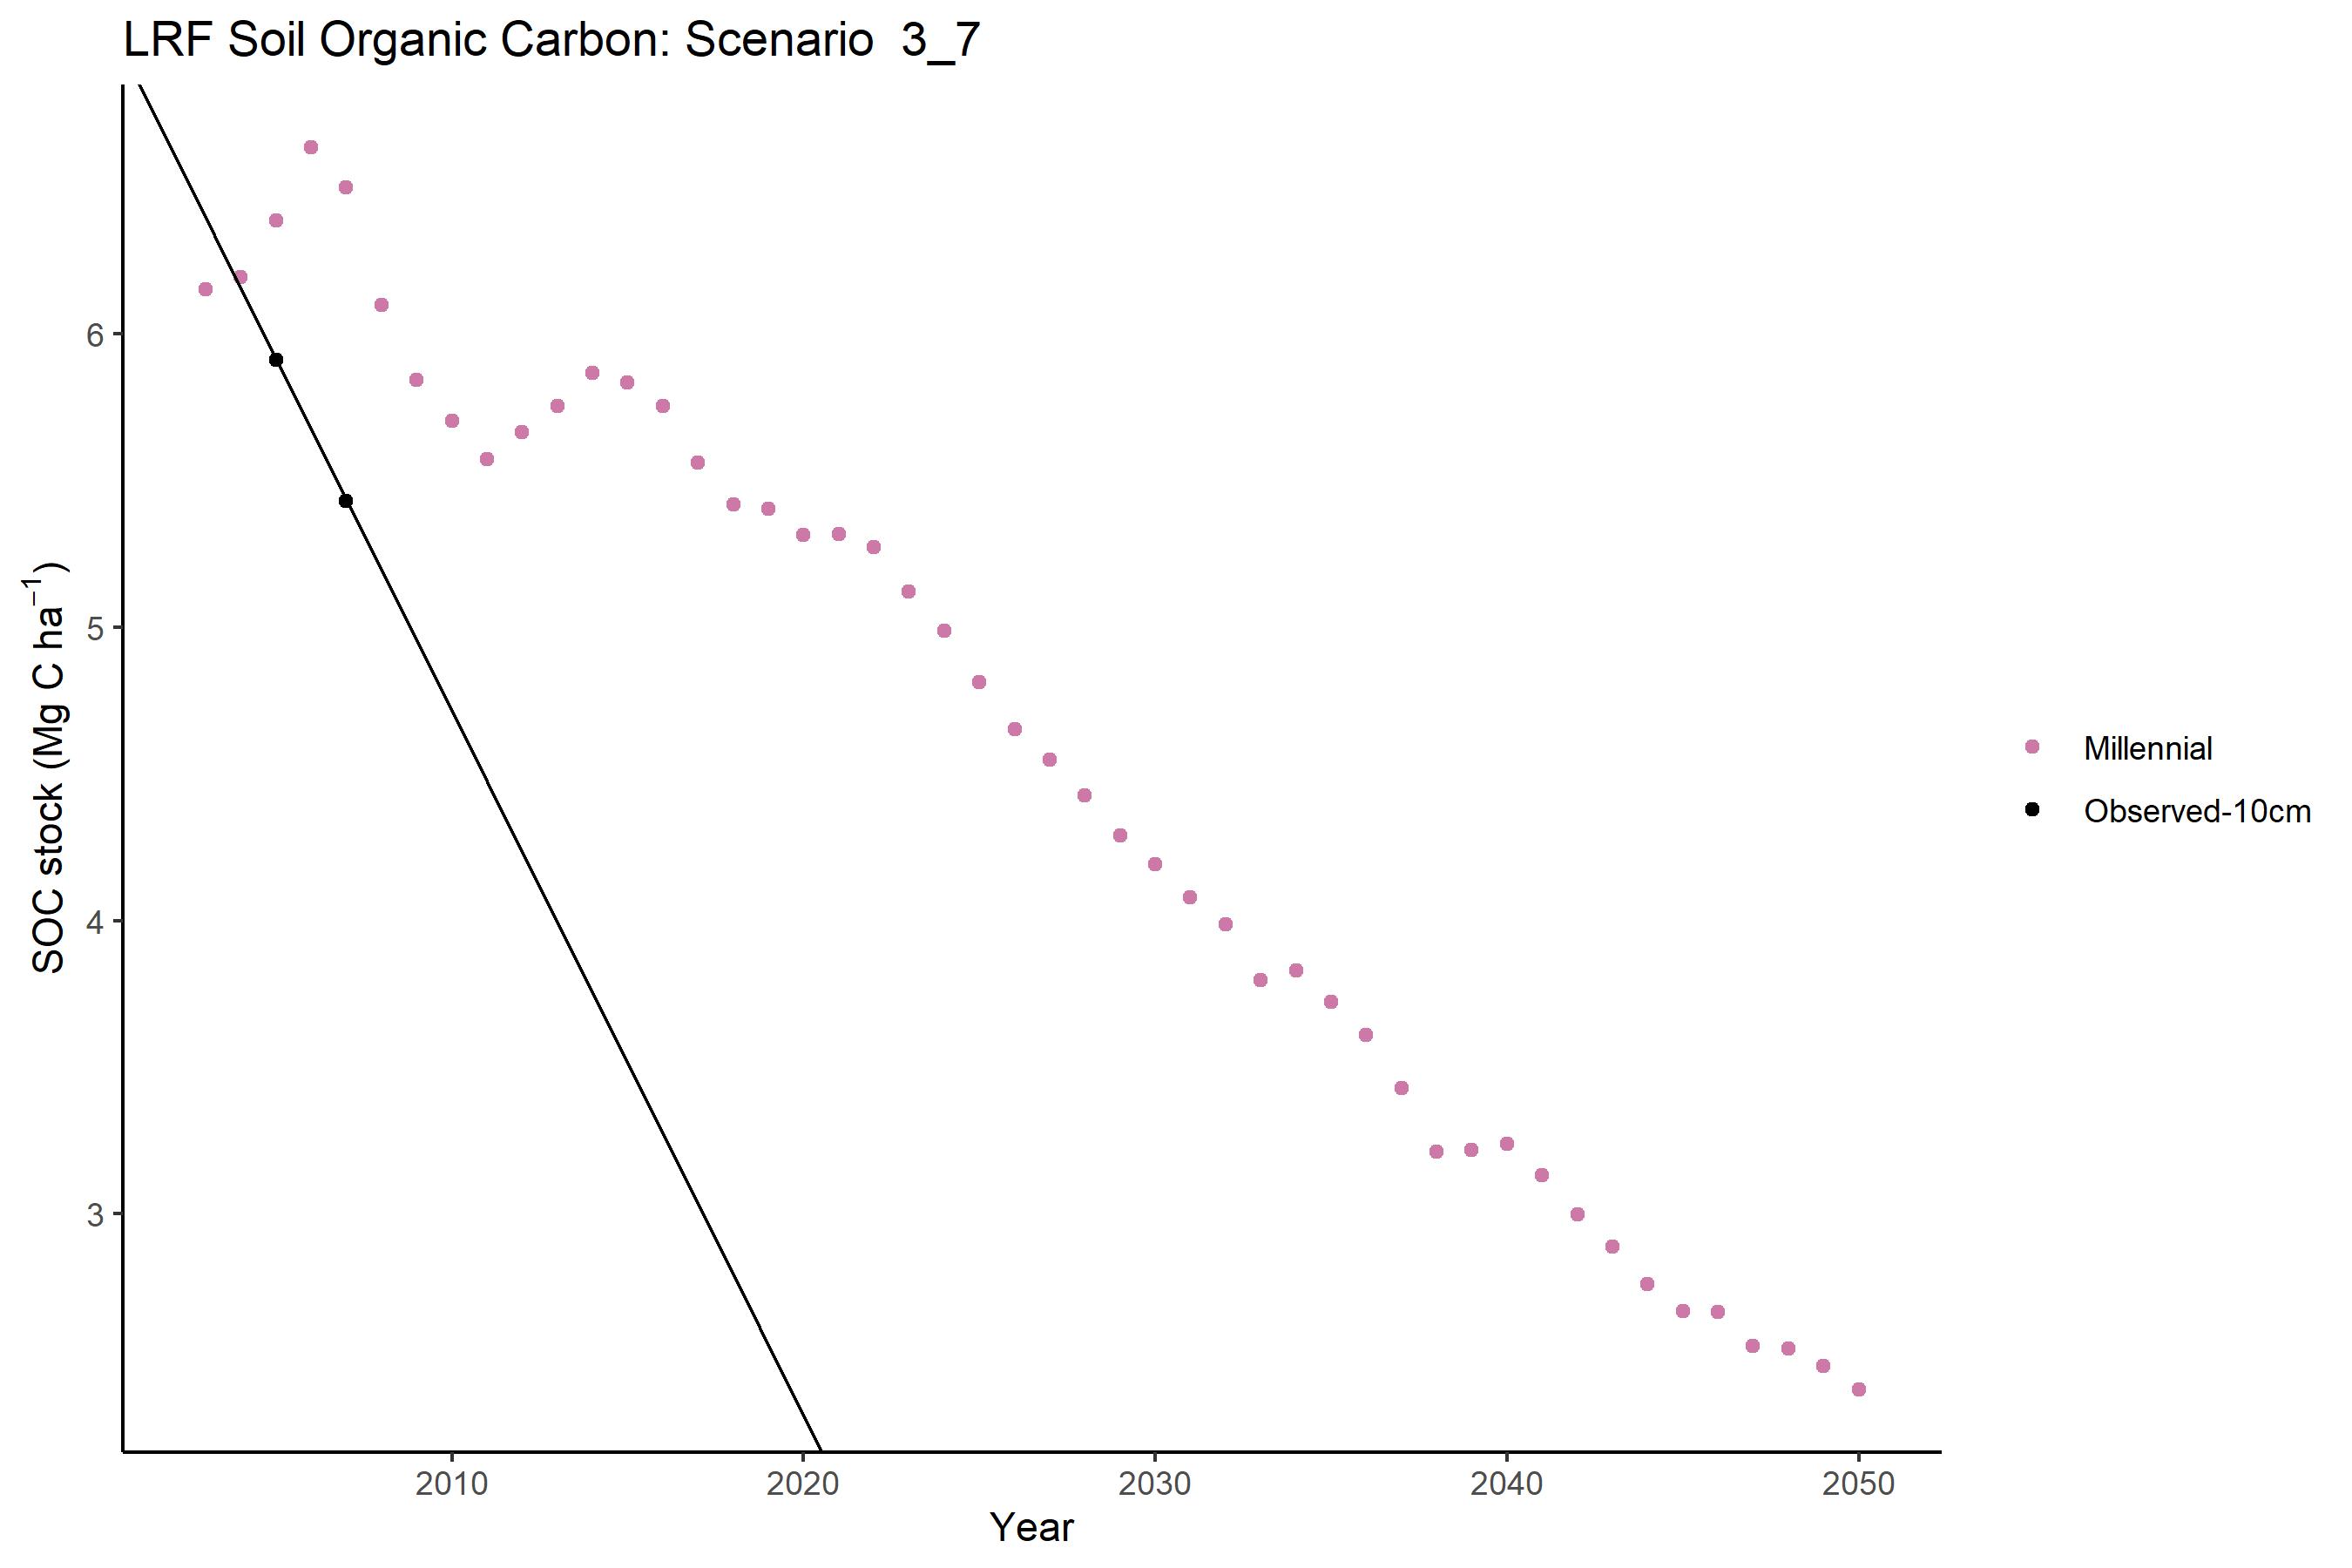 LRF Soil Organic Carbon: Scenario  3_7
SOC stock (Mg C ha⁻¹)
6
5
4
3
2010
2020
2030
2040
2050
Year
Millennial
Observed-10cm